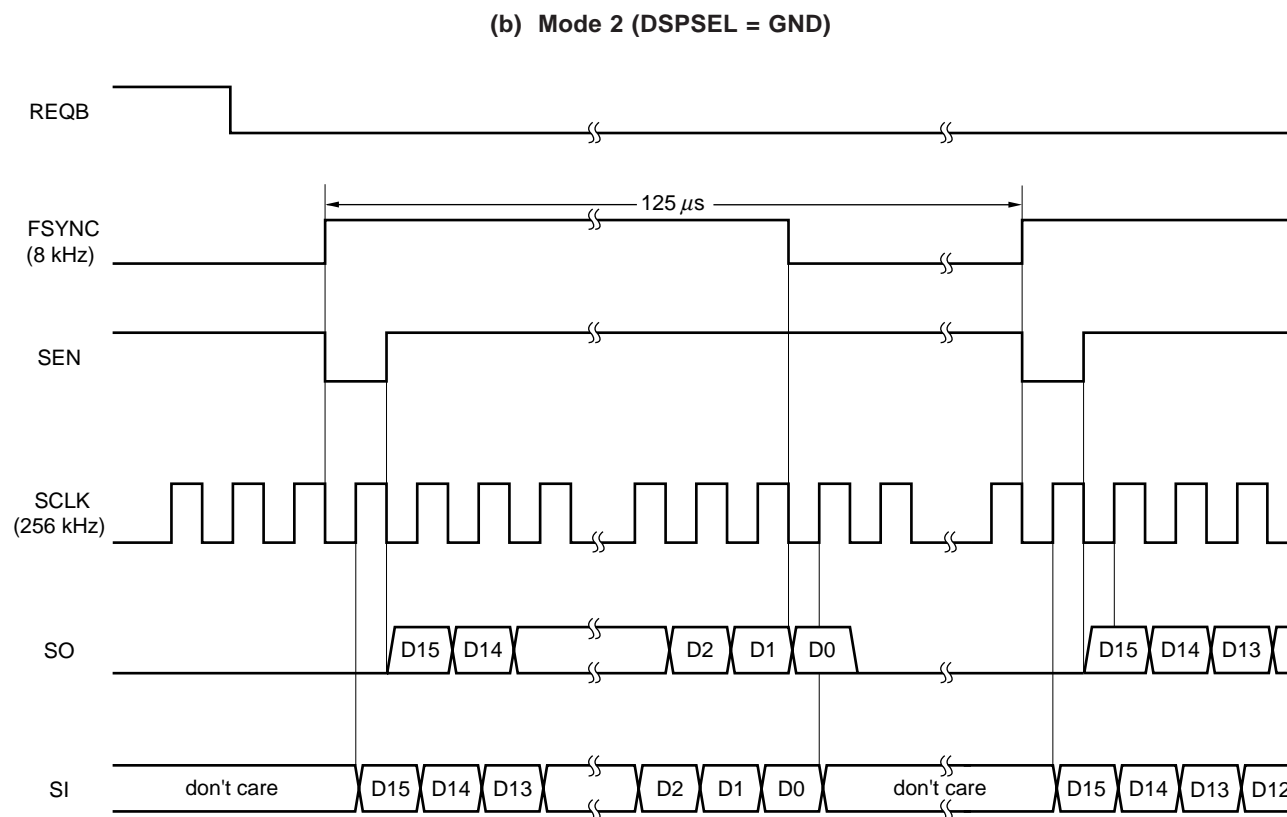 (b) Mode 2 (DSPSEL = GND)
REQB
125 μs
FSYNC
(8 kHz)
SEN
SCLK
(256 kHz)
SO D15 D14 D2 D1 D0 D15 D14 D13
SI don't care D15 D14 D13 D2 D1 D0 don't care D15 D14 D13 D12